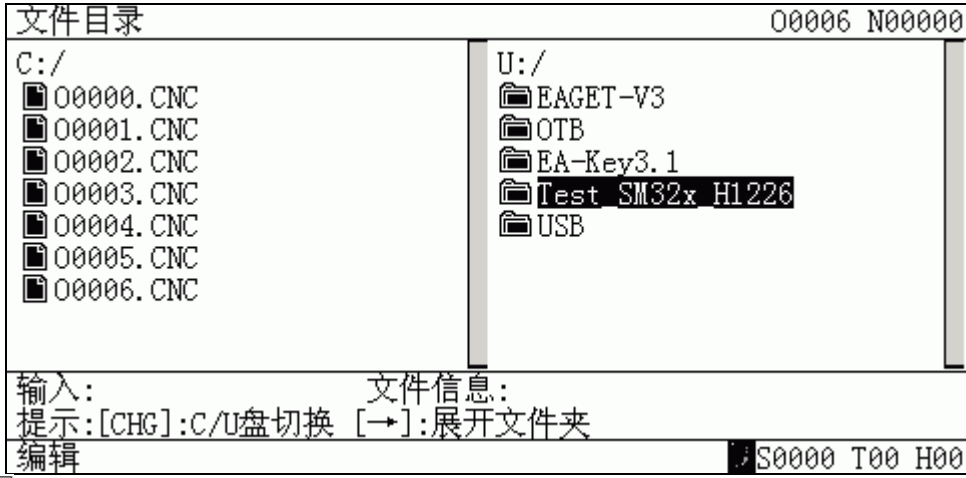 文件目录 O0006 N00000
C:/
O0000.CNC
O0001.CNC
O0002.CNC
O0003.CNC
O0004.CNC
O0005.CNC
O0006.CNC
U:/
EAGET-V3
OTB
EA-Key3.1
Test_SM32x_H1226
USB
输入: 文件信息:
提示:[CHG]:C/U盘切换 [→]:展开文件夹
编辑 S0000 T00 H00